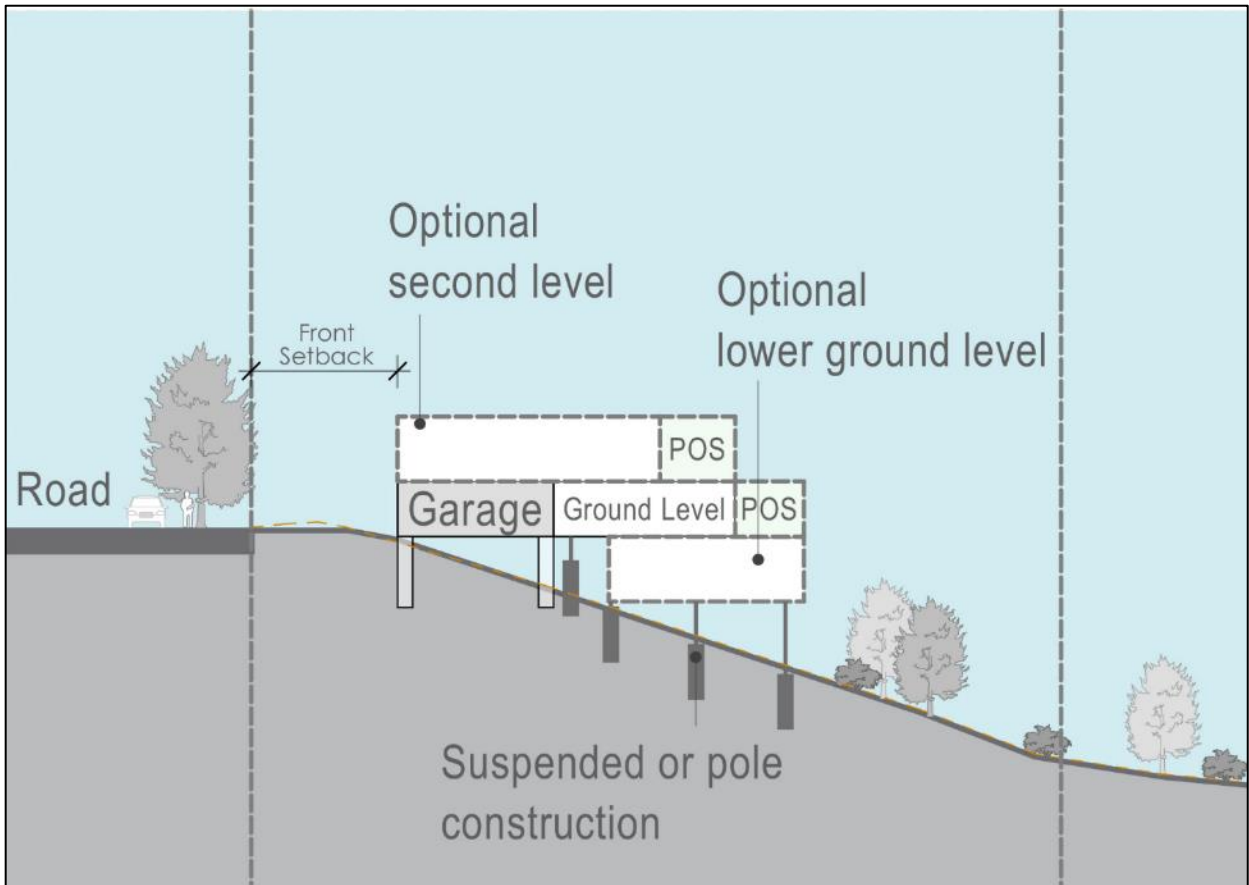 Optional
second level
Optional
lower ground level
Front
Setback
POS
Road
Garage
Ground Level
POS
Suspended or pole
construction